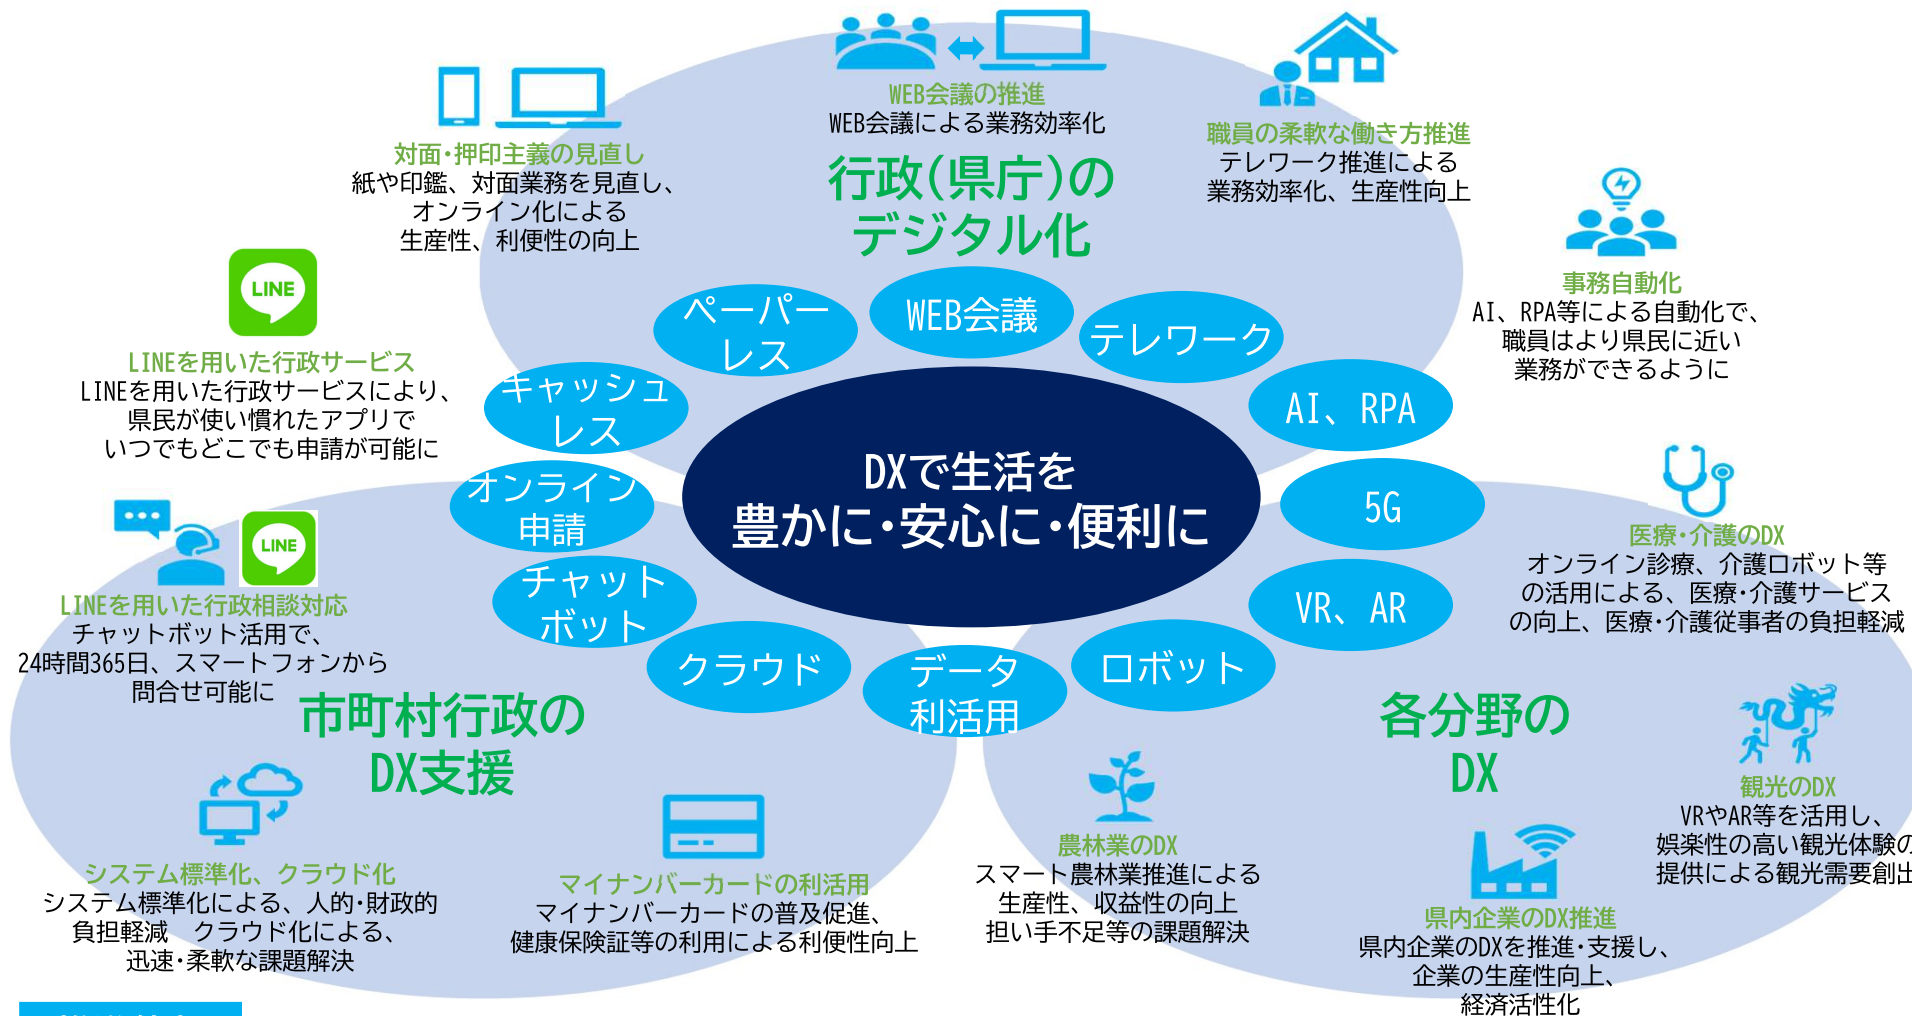 WEB会議の推進
WEB会議による業務効率化
対面・押印主義の見直し
紙や印鑑、対面業務を見直し、
オンライン化による
生産性、利便性の向上
職員の柔軟な働き方推進
テレワーク推進による
業務効率化、生産性向上
行政(県庁)の
デジタル化
LINE
LINEを用いた行政サービス
LINEを用いた行政サービスにより、
県民が使い慣れたアプリで
いつでもどこでも申請が可能に
事務自動化
AI、RPA等による自動化で、
職員はより県民に近い
業務ができるように
ペーパー
レス
WEB会議
テレワーク
キャッシュ
レス
AI、RPA
オンライン
申請
5G
チャット
ボット
VR、AR
クラウド
データ
利活用
ロボット
DXで生活を
豊かに・安心に・便利に
LINE
LINEを用いた行政相談対応
チャットボット活用で、
24時間365日、スマートフォンから
問合せ可能に
市町村行政の
DX支援
システム標準化、クラウド化
システム標準化による、人的・財政的
負担軽減　クラウド化による、
迅速・柔軟な課題解決
マイナンバーカードの利活用
マイナンバーカードの普及促進、
健康保険証等の利用による利便性向上
医療・介護のDX
オンライン診療、介護ロボット等
の活用による、医療・介護サービス
の向上、医療・介護従事者の負担軽減
各分野の
DX
観光のDX
VRやAR等を活用し、
娯楽性の高い観光体験の
提供による観光需要創出
農林業のDX
スマート農林業推進による
生産性、収益性の向上
担い手不足等の課題解決
県内企業のDX推進
県内企業のDXを推進・支援し、
企業の生産性向上、
経済活性化